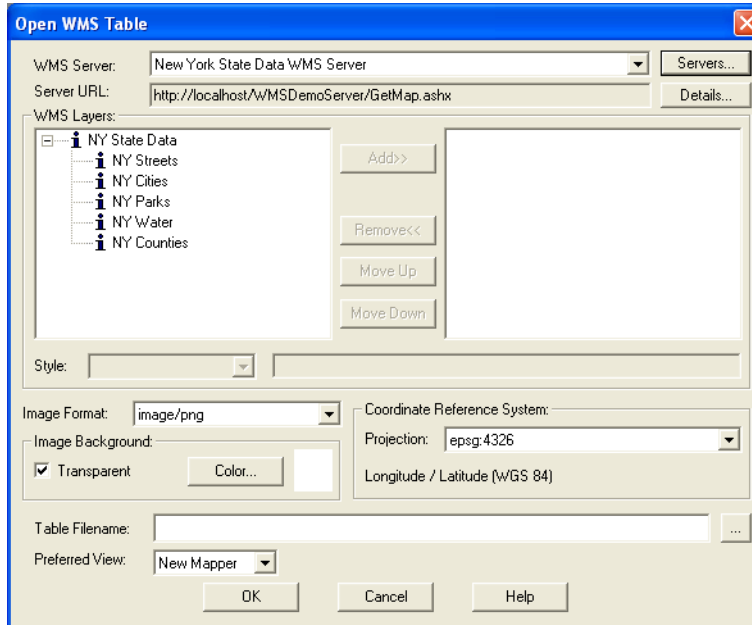 Open WMS Table
WMS Server: New York State Data WMS Server Servers...
Server URL: http://localhost/WMSDemoServer/GetMap.ashx Details...
WMS Layers:
NY State Data
NY Streets
NY Cities
NY Parks
NY Water
NY Counties
Add>>
Remove<<
Move Up
Move Down
Style:
Image Format: image/png
Image Background:
Transparent Color...
Coordinate Reference System:
Projection: epsg:4326
Longitude / Latitude (WGS 84)
Table Filename: ...
Preferred View: New Mapper
OK Cancel Help